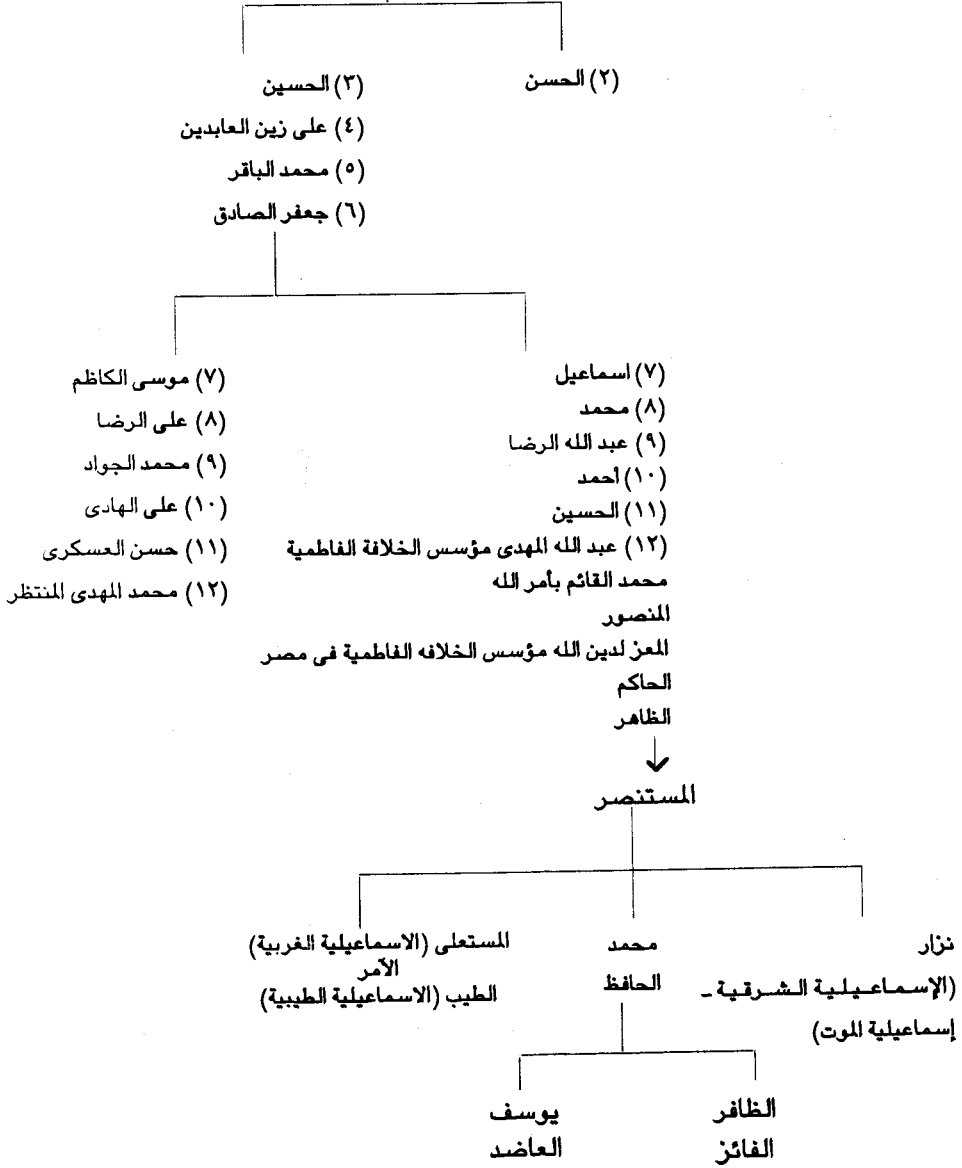 (٢) الحسن
(٣) الحسين
(٤) على زين العابدين
(٥) محمد الباقر
(٦) جعفر الصادق
(٧) اسماعيل
(٨) محمد
(٩) عبد الله الرضا
(١٠) أحمد
(١١) الحسين
(١٢) عبد الله المهدى مؤسس الخلافة الفاطمية
محمد القائم بأمر الله
المنصور
المعز لدين الله مؤسس الخلافه الفاطمية فى مصر
الحاكم
الظاهر
(٧) موسى الكاظم
(٨) على الرضا
(٩) محمد الجواد
(١٠) على الهادى
(١١) حسن العسكرى
(١٢) محمد المهدى المنتظر
المستنصر
نزار
(الإسماعيلية الشرقية ـ
إسماعيلية الموت)
محمد
الحافظ
المستعلى (الاسماعيلية الغربية)
الآمر
الطيب (الاسماعيلية الطيبية)
الظافر
الفائز
يوسف
العاضد